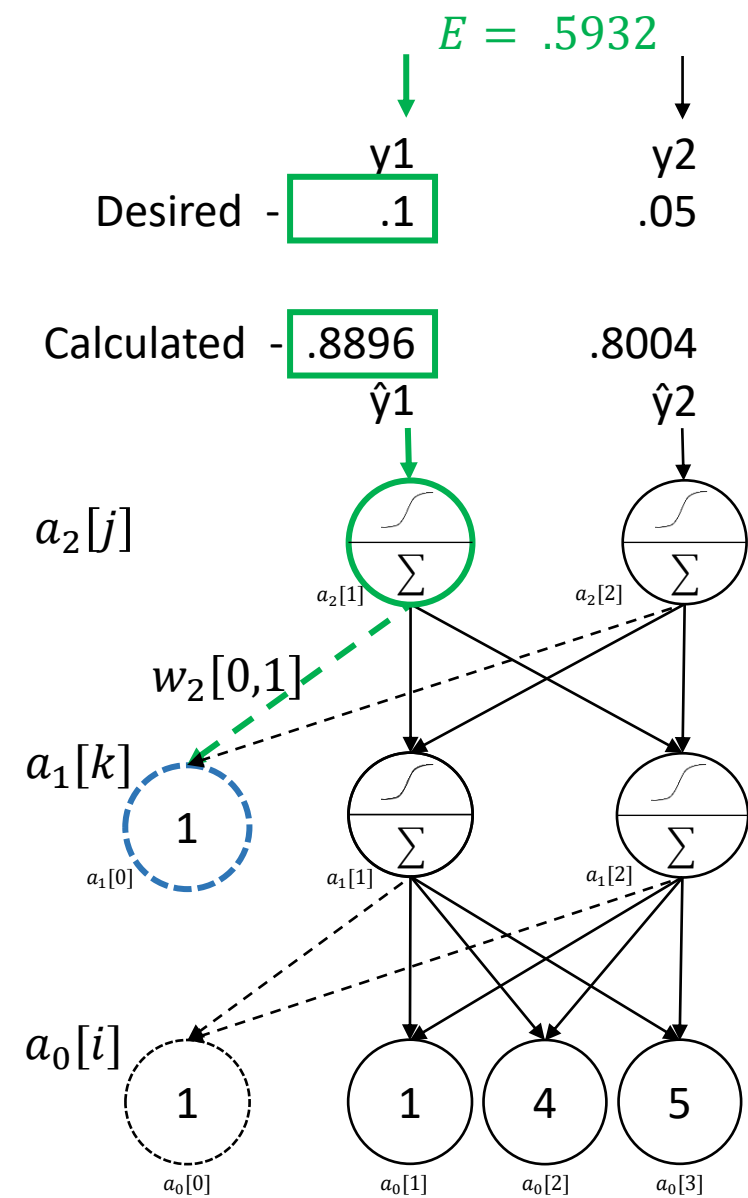 E = .5932
y1 y2
Desired - .1 .05
Calculated - .8896 .8004
ŷ1 ŷ2
a₂[j]
∑ ∑
a₂[1] a₂[2]
w₂[0,1]
a₁[k]
1 ∑ ∑
a₁[0] a₁[1] a₁[2]
a₀[i]
1 1 4 5
a₀[0] a₀[1] a₀[2] a₀[3]